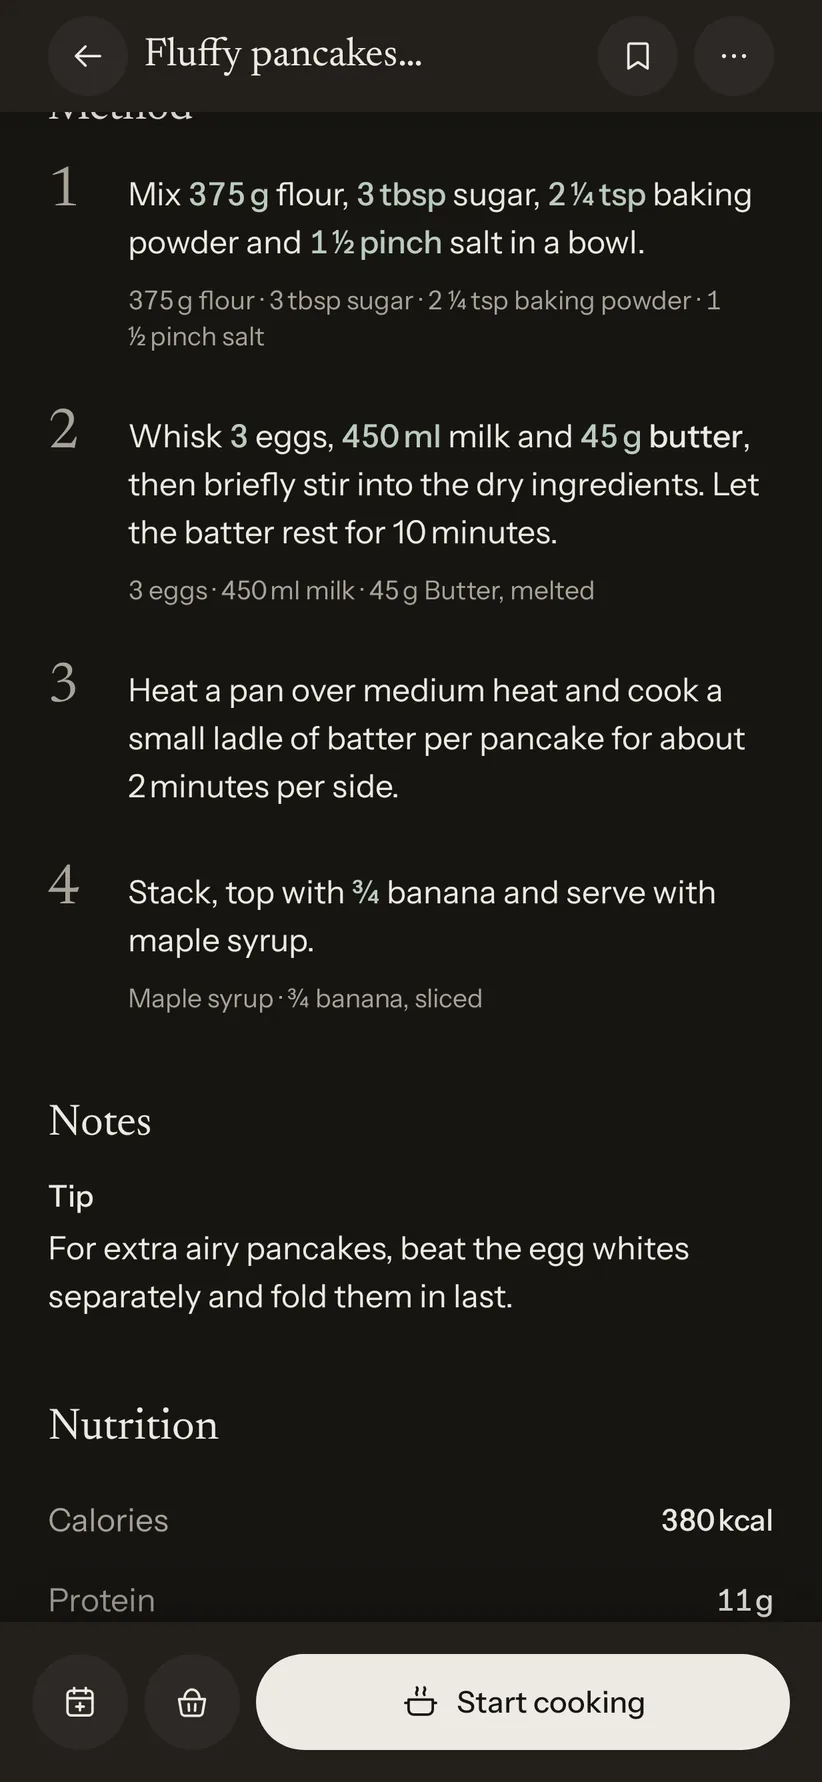 Fluffy pancakes...
Method
1
Mix 375 g flour, 3 tbsp sugar, 2 ¼ tsp baking
powder and 1 ½ pinch salt in a bowl.
375 g flour · 3 tbsp sugar · 2 ¼ tsp baking powder · 1
½ pinch salt
2
Whisk 3 eggs, 450 ml milk and 45 g butter,
then briefly stir into the dry ingredients. Let
the batter rest for 10 minutes.
3 eggs · 450 ml milk · 45 g Butter, melted
3
Heat a pan over medium heat and cook a
small ladle of batter per pancake for about
2 minutes per side.
4
Stack, top with ¾ banana and serve with
maple syrup.
Maple syrup · ¾ banana, sliced
Notes
Tip
For extra airy pancakes, beat the egg whites
separately and fold them in last.
Nutrition
Calories 380 kcal
Protein 11 g
Start cooking